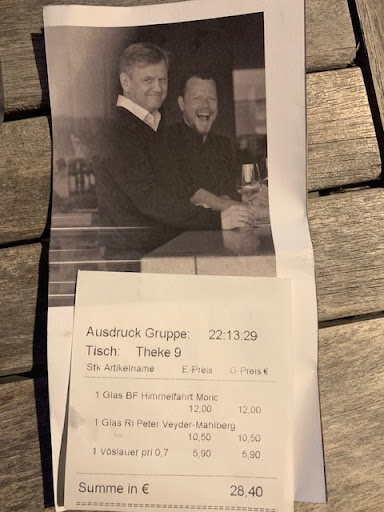 Ausdruck Gruppe: 22:13:29
Tisch: Theke 9
Stk Artikelname E-Preis G-Preis €
1 Glas BF Himmelfahrt Moric
12,00 12,00
1 Glas Ri Peter Veyder-Mahlberg
10,50 10,50
1 Vöslauer pri 0,7 5,90 5,90
Summe in € 28,40